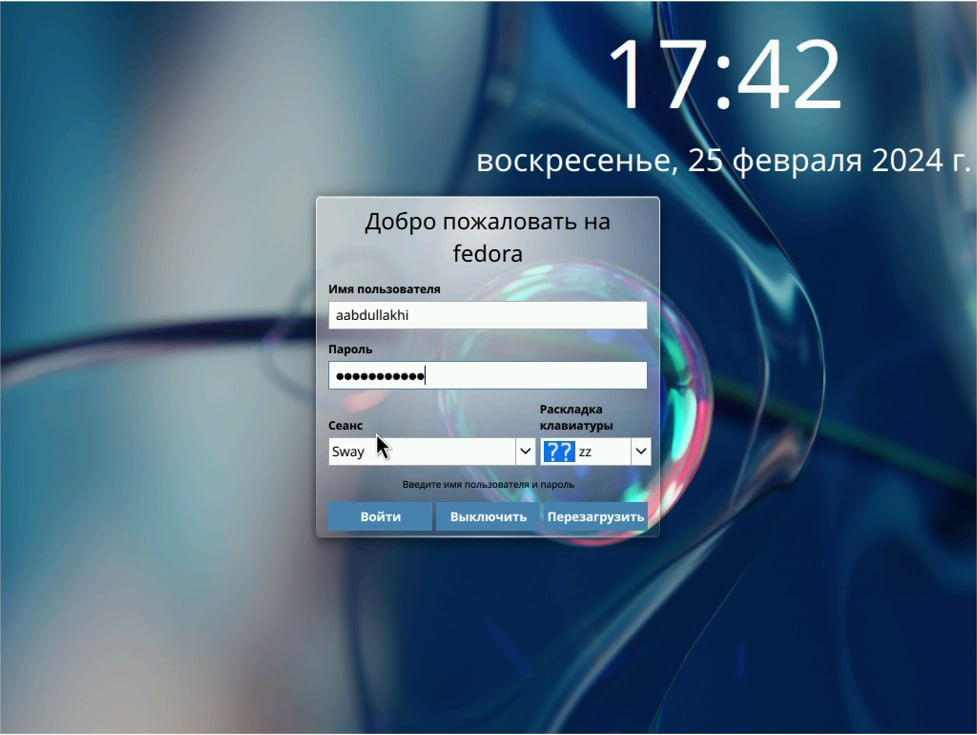 17:42
воскресенье, 25 февраля 2024 г.
Добро пожаловать на
fedora
Имя пользователя
aabdullakhi
Пароль
●●●●●●●●●●●
Раскладка
клавиатуры
Сеанс
Sway
?? zz
Введите имя пользователя и пароль
Войти Выключить Перезагрузить